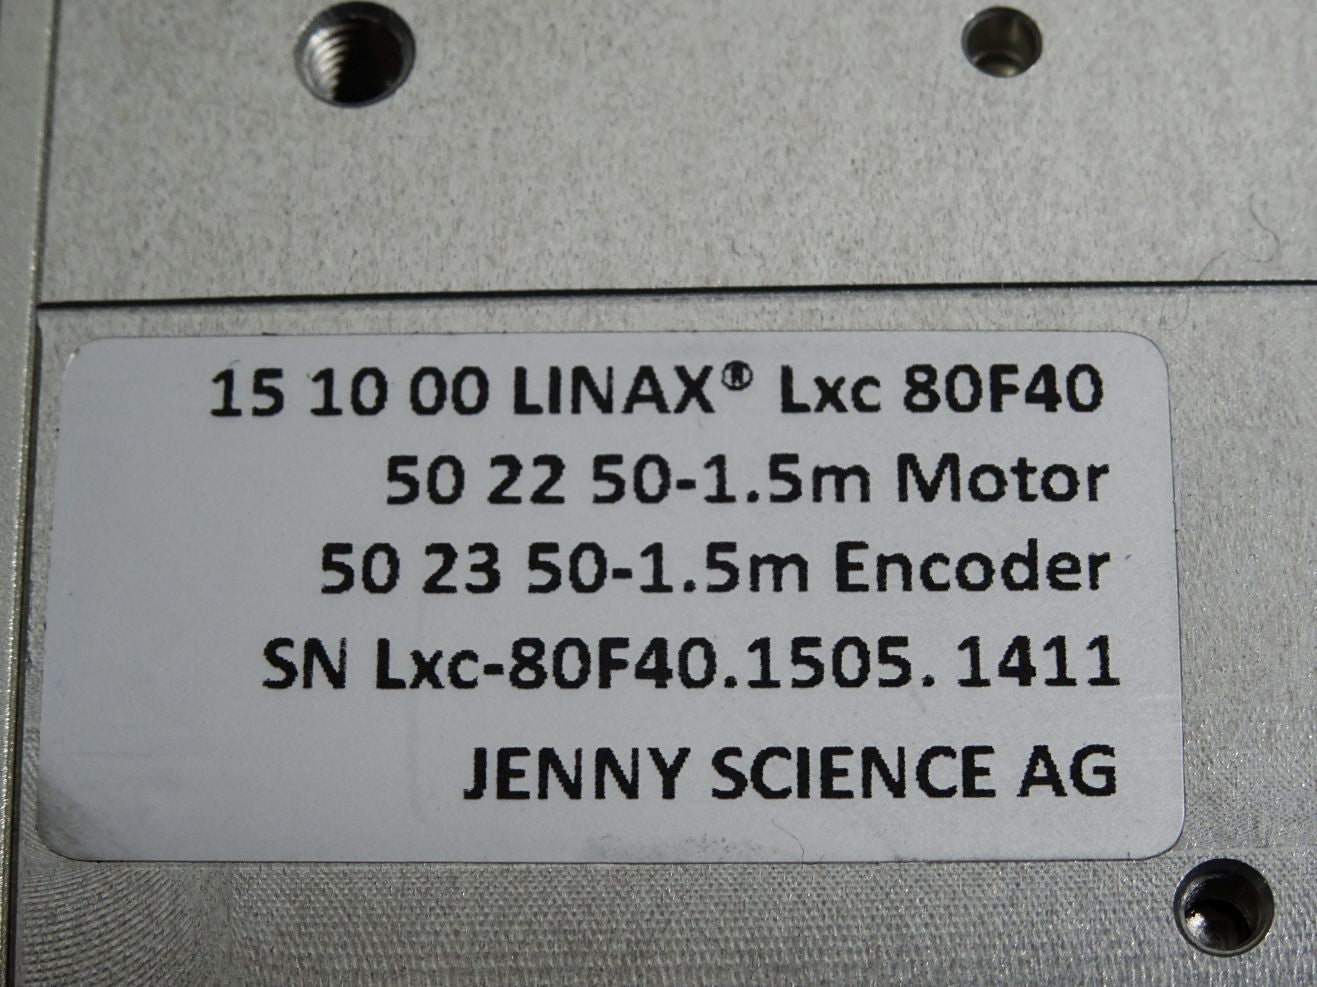 15 10 00 LINAX® Lxc 80F40
50 22 50-1.5m Motor
50 23 50-1.5m Encoder
SN Lxc-80F40.1505. 1411
JENNY SCIENCE AG